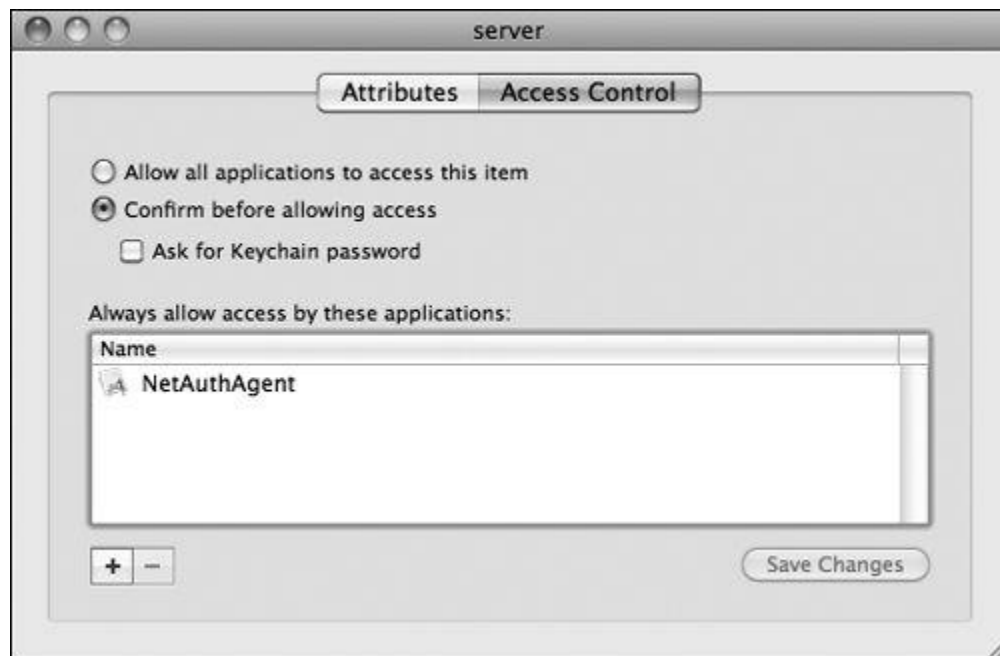 server
Attributes Access Control
Allow all applications to access this item
Confirm before allowing access
Ask for Keychain password
Always allow access by these applications:
Name
NetAuthAgent
+ −
Save Changes